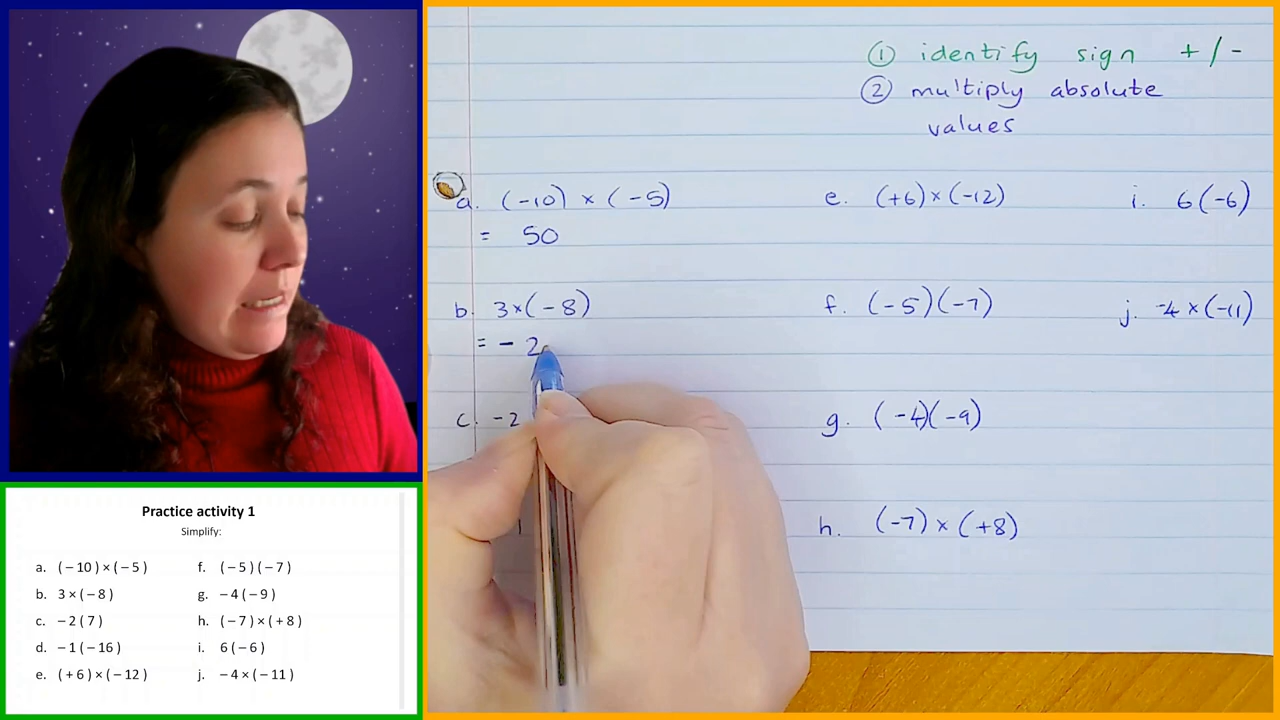 ① identify sign + / -
② multiply absolute
values
a. (-10) × (-5)
= 50
b. 3×(-8)
= - 2
c. -2
e. (+6)×(-12)
f. (-5)(-7)
g. (-4)(-9)
h. (-7) × (+8)
i. 6(-6)
j. -4 × (-11)
Practice activity 1
Simplify:
a. (−10)×(−5)
b. 3×(−8)
c. −2(7)
d. −1(−16)
e. (+6)×(−12)
f. (−5)(−7)
g. −4(−9)
h. (−7)×(+8)
i. 6(−6)
j. −4×(−11)